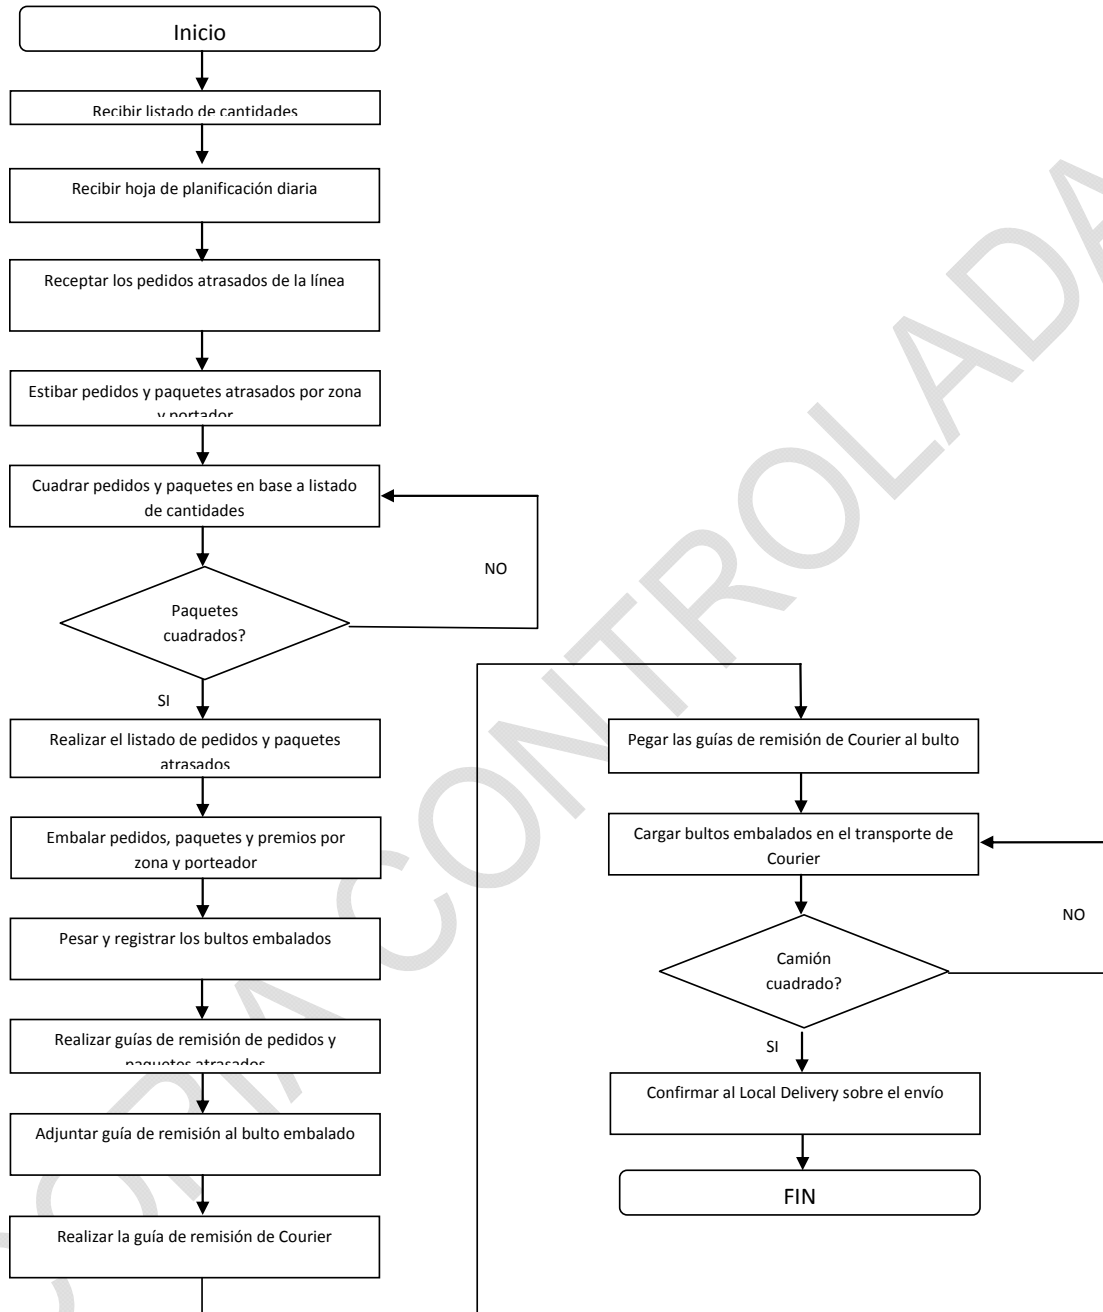 Inicio
Recibir listado de cantidades
Recibir hoja de planificación diaria
Receptar los pedidos atrasados de la línea
Estibar pedidos y paquetes atrasados por zona
y portador
Cuadrar pedidos y paquetes en base a listado
de cantidades
NO
Paquetes
cuadrados?
SI
Realizar el listado de pedidos y paquetes
atrasados
Embalar pedidos, paquetes y premios por
zona y porteador
Pesar y registrar los bultos embalados
Realizar guías de remisión de pedidos y
paquetes atrasados
Adjuntar guía de remisión al bulto embalado
Realizar la guía de remisión de Courier
Pegar las guías de remisión de Courier al bulto
Cargar bultos embalados en el transporte de
Courier
NO
Camión
cuadrado?
SI
Confirmar al Local Delivery sobre el envío
FIN
CORIA CONTROLADA